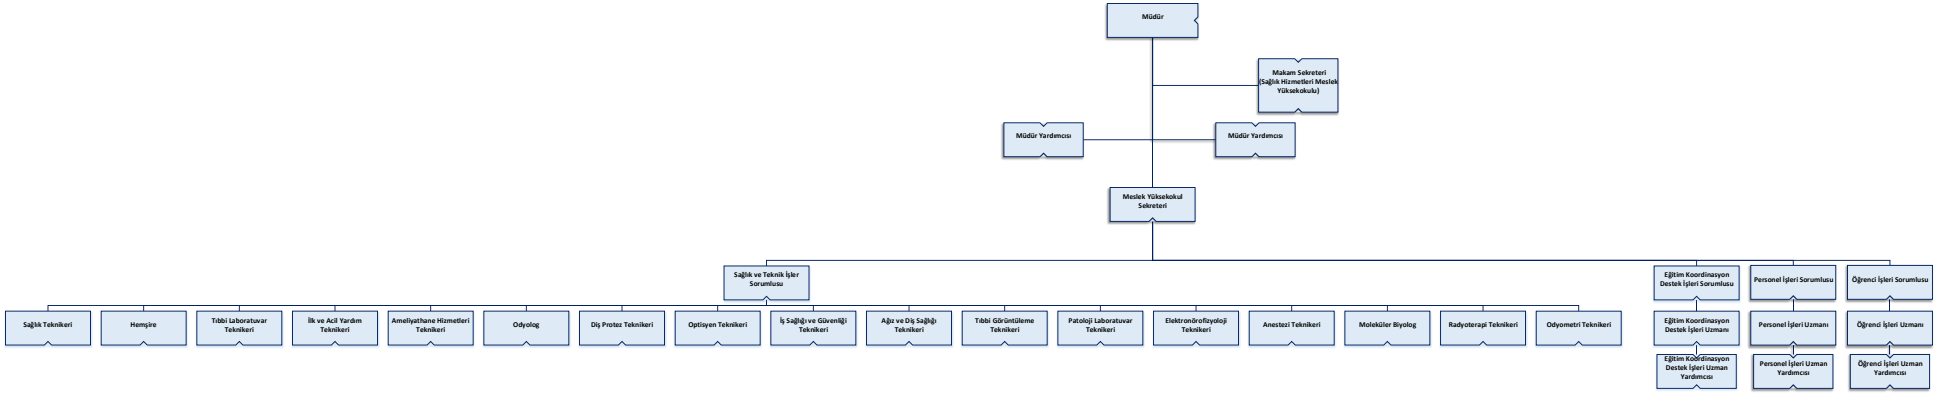 Müdür
Makam Sekreteri
(Sağlık Hizmetleri Meslek
Yüksekokulu)
Müdür Yardımcısı
Müdür Yardımcısı
Meslek Yüksekokul
Sekreteri
Sağlık ve Teknik İşler
Sorumlusu
Eğitim Koordinasyon
Destek İşleri Sorumlusu
Personel İşleri Sorumlusu
Öğrenci İşleri Sorumlusu
Sağlık Teknikeri
Hemşire
Tıbbi Laboratuvar
Teknikeri
İlk ve Acil Yardım
Teknikeri
Ameliyathane Hizmetleri
Teknikeri
Odyolog
Diş Protez Teknikeri
Optisyen Teknikeri
İş Sağlığı ve Güvenliği
Teknikeri
Ağız ve Diş Sağlığı
Teknikeri
Tıbbi Görüntüleme
Teknikeri
Patoloji Laboratuvar
Teknikeri
Elektronörofizyoloji
Teknikeri
Anestezi Teknikeri
Moleküler Biyolog
Radyoterapi Teknikeri
Odyometri Teknikeri
Eğitim Koordinasyon
Destek İşleri Uzmanı
Personel İşleri Uzmanı
Öğrenci İşleri Uzmanı
Eğitim Koordinasyon
Destek İşleri Uzman
Yardımcısı
Personel İşleri Uzman
Yardımcısı
Öğrenci İşleri Uzman
Yardımcısı